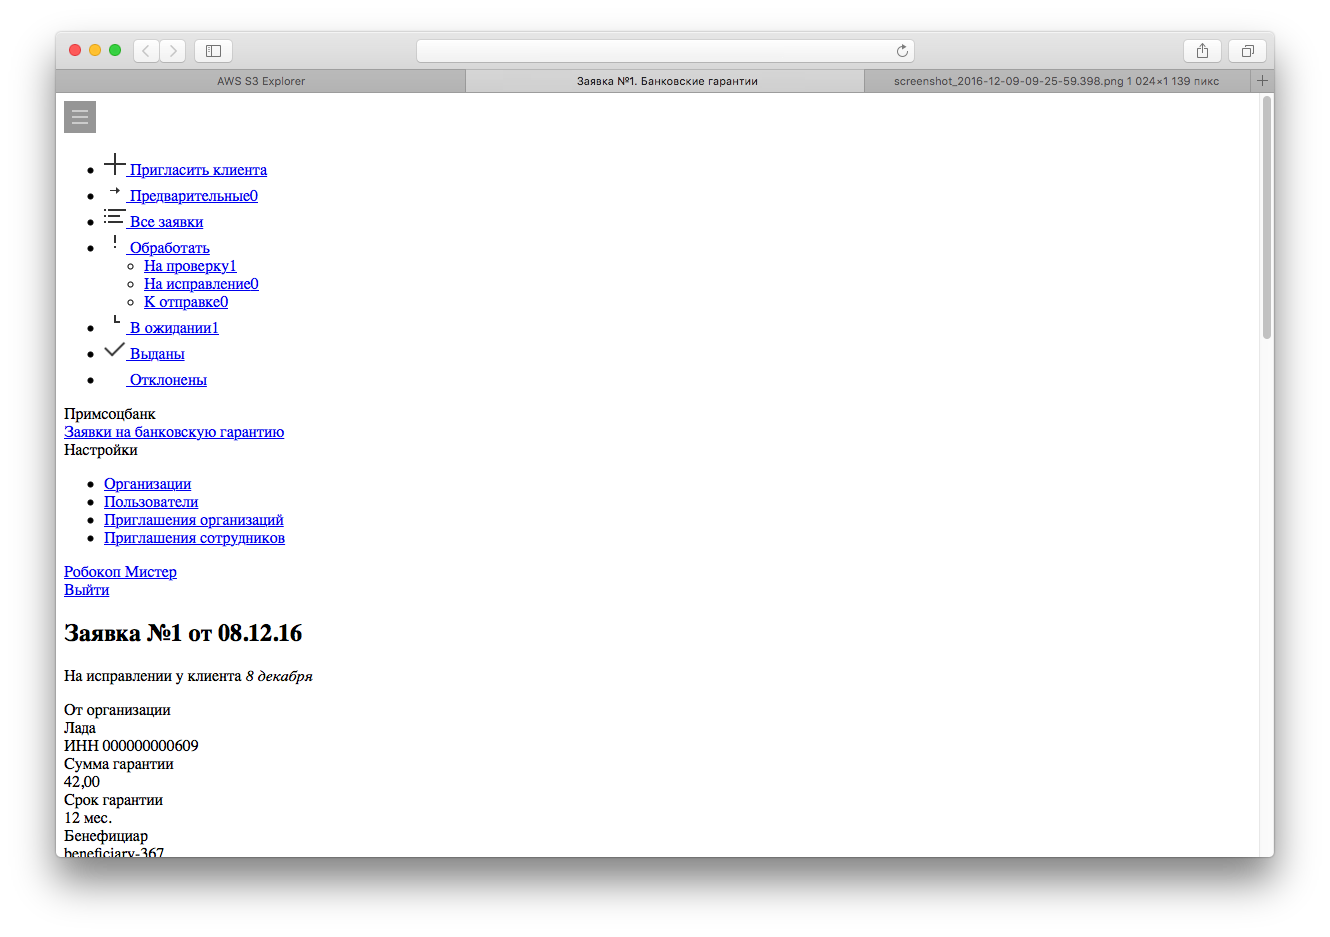 AWS S3 Explorer
Заявка №1. Банковские гарантии
screenshot_2016-12-09-09-25-59.398.png 1 024×1 139 пикс
Пригласить клиента
Предварительные0
Все заявки
Обработать
На проверку1
На исправление0
К отправке0
В ожидании1
Выданы
Отклонены
Примсоцбанк
Заявки на банковскую гарантию
Настройки
Организации
Пользователи
Приглашения организаций
Приглашения сотрудников
Робокоп Мистер
Выйти
Заявка №1 от 08.12.16
На исправлении у клиента 8 декабря
От организации
Лада
ИНН 000000000609
Сумма гарантии
42,00
Срок гарантии
12 мес.
Бенефициар
beneficiary-367